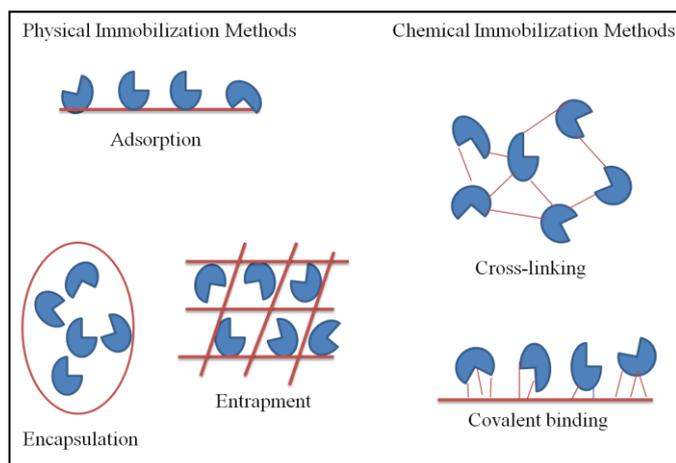 Physical Immobilization Methods
Chemical Immobilization Methods
Adsorption
Cross-linking
Entrapment
Encapsulation
Covalent binding